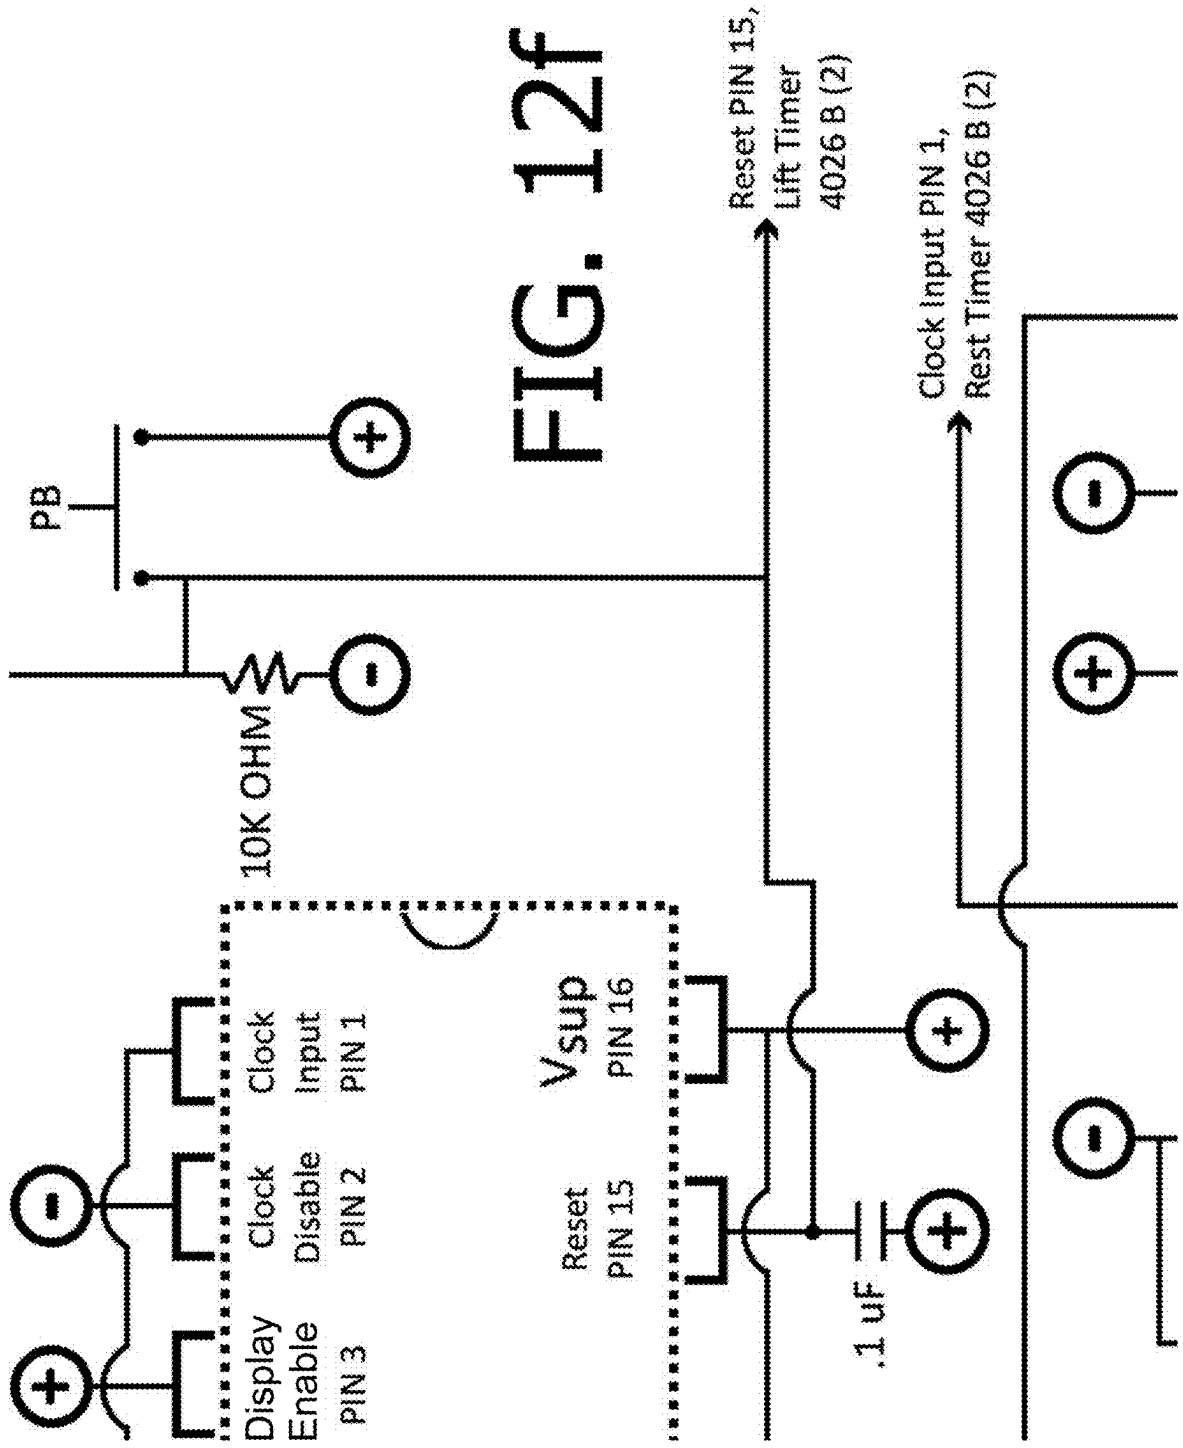 FIG. 12f
PB
+
10K OHM
-
Reset PIN 15,
Lift Timer
4026 B (2)
Clock Input PIN 1,
Rest Timer 4026 B (2)
-
+
-
-
+
Clock
Input
PIN 1
Clock
Disable
PIN 2
Display
Enable
PIN 3
Vsup
PIN 16
+
Reset
PIN 15
.1 uF
+